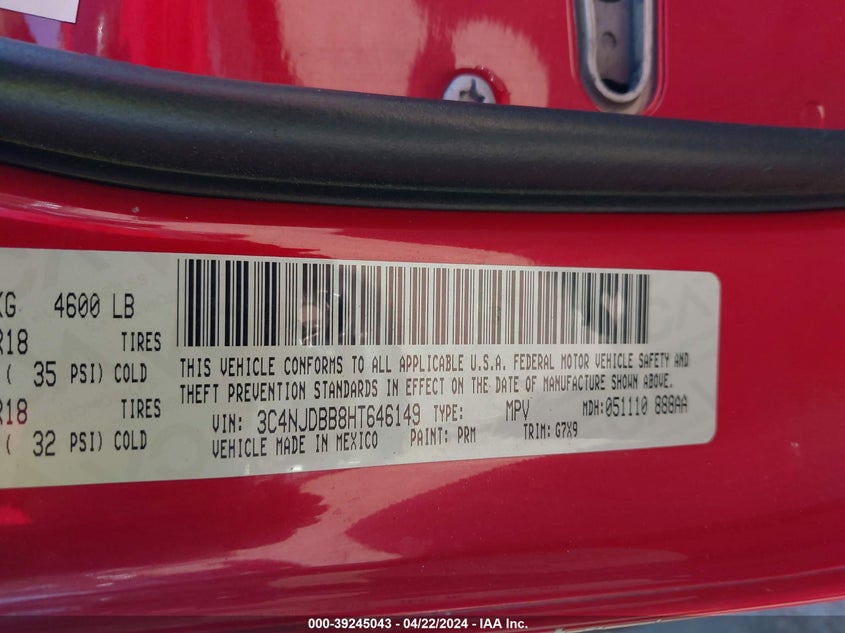 KG 4600 LB
R18 TIRES
( 35 PSI) COLD
R18 TIRES
( 32 PSI) COLD
THIS VEHICLE CONFORMS TO ALL APPLICABLE U.S.A. FEDERAL MOTOR VEHICLE SAFETY AND
THEFT PREVENTION STANDARDS IN EFFECT ON THE DATE OF MANUFACTURE SHOWN ABOVE.
VIN: 3C4NJDBB8HT646149 TYPE: MPV MDH:051110 888AA
VEHICLE MADE IN MEXICO PAINT: PRM TRIM: G7X9
000-39245043 - 04/22/2024 - IAA Inc.